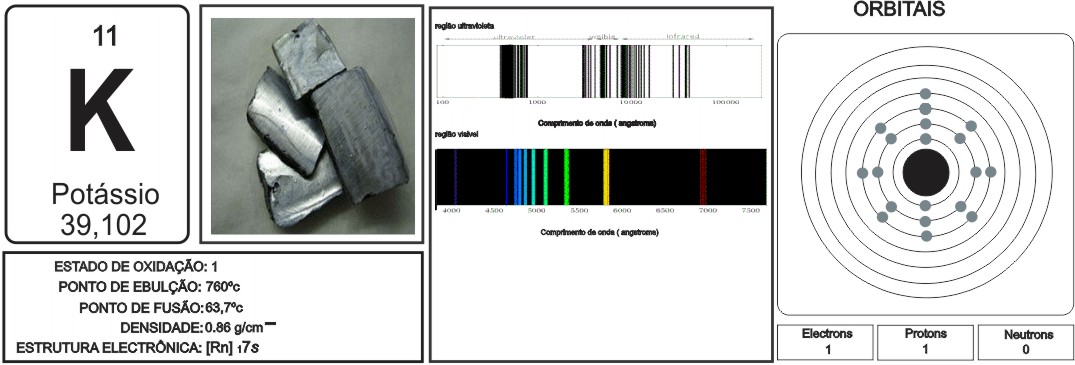 11
K
Potássio
39,102
ESTADO DE OXIDAÇÃO: 1
PONTO DE EBULÇÃO: 760ºc
PONTO DE FUSÃO: 63,7ºc
DENSIDADE: 0.86 g/cm
ESTRUTURA ELECTRÔNICA: [Rn] 17s
região ultravioleta
ultraviolet visible infrared
100 1000 10000 100000
Comprimento de onda ( angstroms)
região visivel
4000 4500 5000 5500 6000 6500 7000 7500
Comprimento de onda ( angstroms)
ORBITAIS
Electrons
1
Protons
1
Neutrons
0